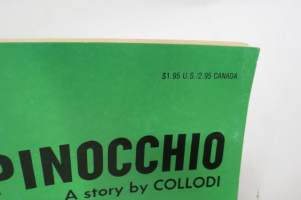 $1.95 U.S./2.95 CANADA
PINOCCHIO
A story by COLLODI